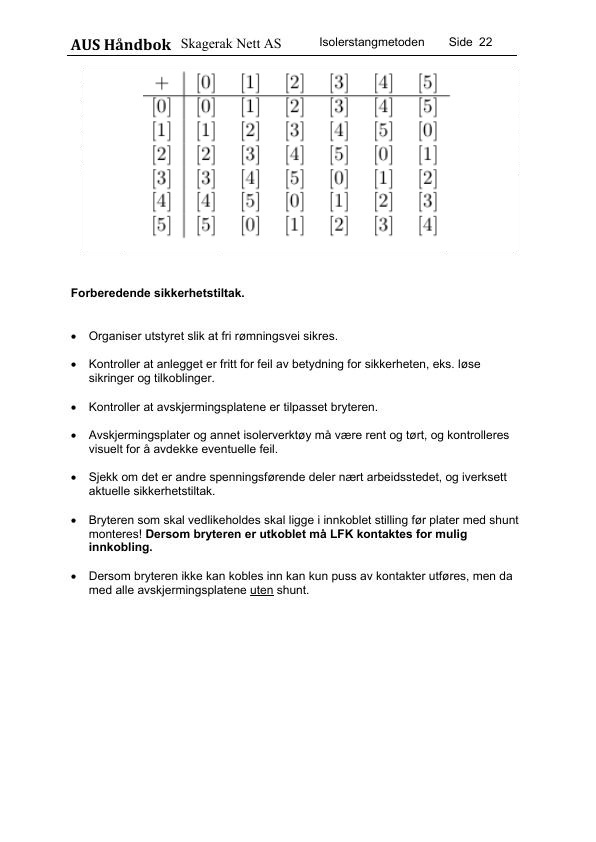 AUS Håndbok Skagerak Nett AS Isolerstangmetoden Side 22
+ [0] [1] [2] [3] [4] [5]
[0] [0] [1] [2] [3] [4] [5]
[1] [1] [2] [3] [4] [5] [0]
[2] [2] [3] [4] [5] [0] [1]
[3] [3] [4] [5] [0] [1] [2]
[4] [4] [5] [0] [1] [2] [3]
[5] [5] [0] [1] [2] [3] [4]
Forberedende sikkerhetstiltak.
• Organiser utstyret slik at fri rømningsvei sikres.
• Kontroller at anlegget er fritt for feil av betydning for sikkerheten, eks. løse
sikringer og tilkoblinger.
• Kontroller at avskjermingsplatene er tilpasset bryteren.
• Avskjermingsplater og annet isolerverktøy må være rent og tørt, og kontrolleres
visuelt for å avdekke eventuelle feil.
• Sjekk om det er andre spenningsførende deler nært arbeidsstedet, og iverksett
aktuelle sikkerhetstiltak.
• Bryteren som skal vedlikeholdes skal ligge i innkoblet stilling før plater med shunt
monteres! Dersom bryteren er utkoblet må LFK kontaktes for mulig
innkobling.
• Dersom bryteren ikke kan kobles inn kan kun puss av kontakter utføres, men da
med alle avskjermingsplatene uten shunt.